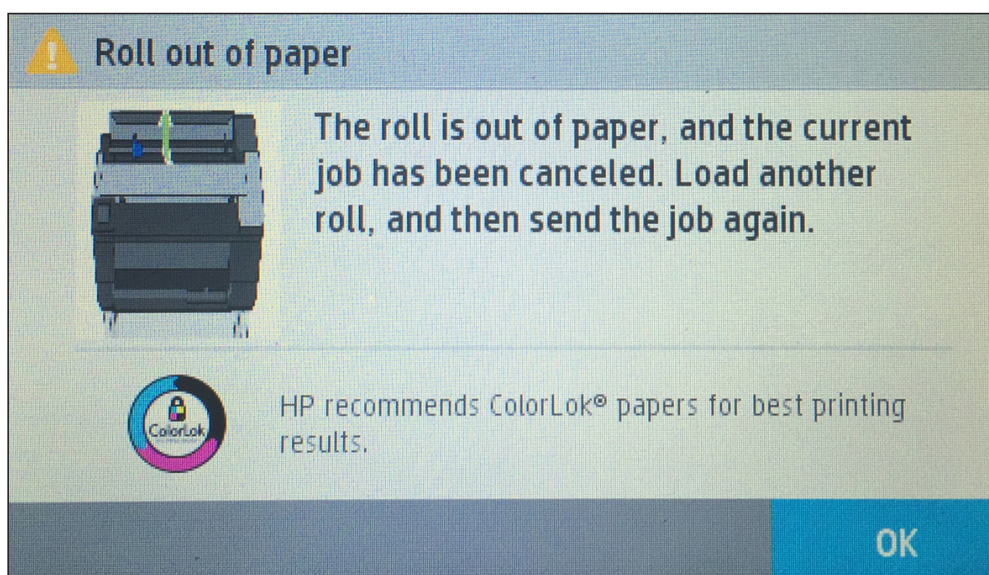 Roll out of paper
The roll is out of paper, and the current
job has been canceled. Load another
roll, and then send the job again.
ColorLok
HP recommends ColorLok® papers for best printing
results.
OK